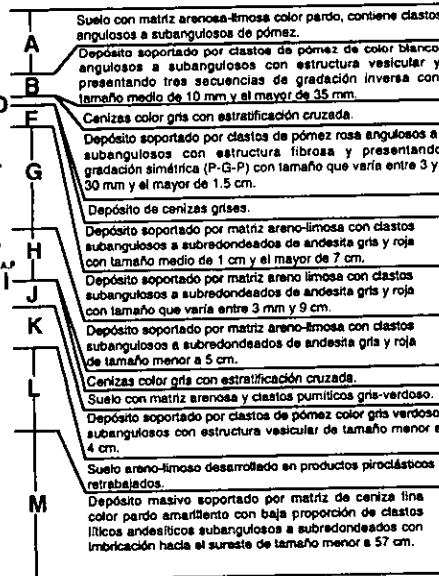 Suelo con matriz arenosa-limosa color pardo, contiene clastos
angulosos a subangulosos de pómez.
A
Depósito soportado por clastos de pómez de color blanco
angulosos a subangulosos con estructura vesicular y
presentando tres secuencias de gradación inversa con
tamaño medio de 10 mm y el mayor de 35 mm.
B
Cenizas color gris con estratificación cruzada.
D
F
Depósito soportado por clastos de pómez rosa angulosos a
subangulosos con estructura fibrosa y presentando
gradación simétrica (P-G-P) con tamaño que varía entre 3 y
30 mm y el mayor de 1.5 cm.
G
Depósito de cenizas grises.
Depósito soportado por matriz areno-limosa con clastos
subangulosos a subredondeados de andesita gris y roja
con tamaño medio de 1 cm y el mayor de 7 cm.
H
A.P
I
Depósito soportado por matriz areno limosa con clastos
subangulosos a subredondeados de andesita gris y roja
con tamaño que varía entre 3 mm y 9 cm.
J
K
Depósito soportado por matriz areno-limosa con clastos
subangulosos a subredondeados de andesita gris y roja
de tamaño menor a 5 cm.
L
Cenizas color gris con estratificación cruzada.
Suelo con matriz arenosa y clastos pumíticos gris-verdoso.
Depósito soportado por clastos de pómez color gris verdoso
subangulosos con estructura vesicular de tamaño menor a
4 cm.
Suelo areno-limoso desarrollado en productos piroclásticos
retrabajados.
M
Depósito masivo soportado por matriz de ceniza fina
color pardo amarillento con baja proporción de clastos
líticos andesíticos subangulosos a subredondeados con
imbricación hacia el sureste de tamaño menor a 57 cm.